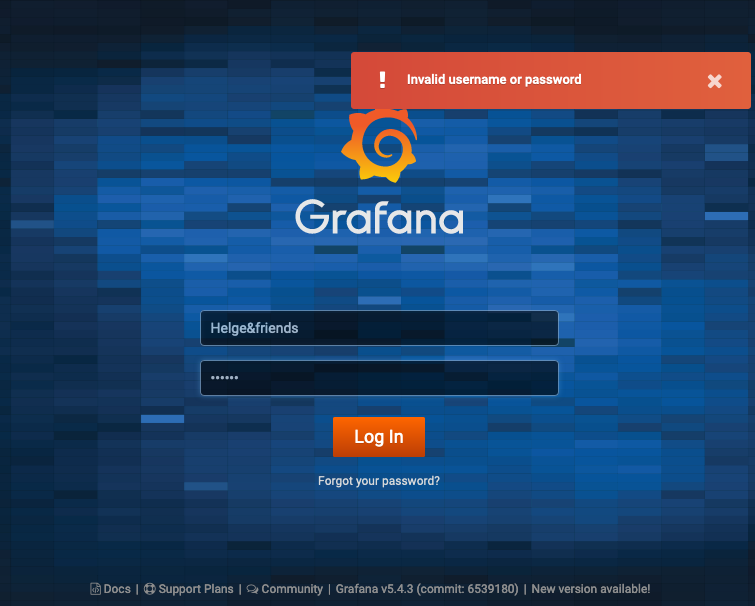 Invalid username or password
Grafana
Helge&friends
••••••
Log In
Forgot your password?
Docs | Support Plans | Community | Grafana v5.4.3 (commit: 6539180) | New version available!